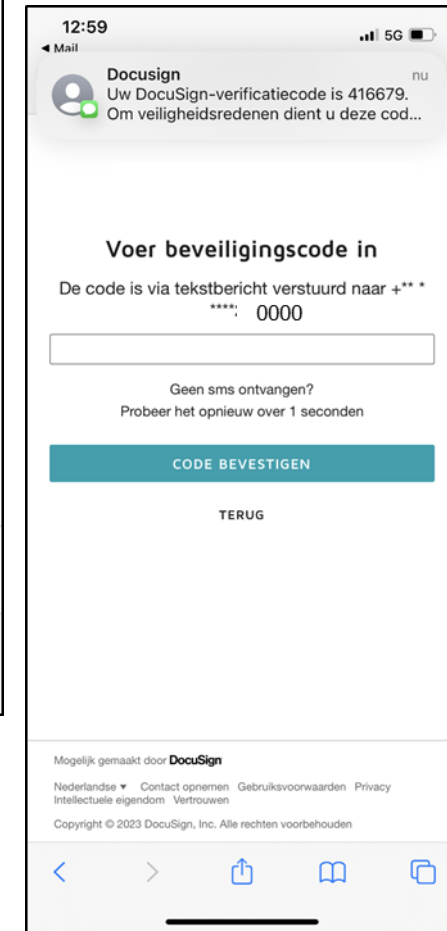 12:59
5G
◀ Mail
Docusign
nu
Uw DocuSign-verificatiecode is 416679.
Om veiligheidsredenen dient u deze cod...
Voer beveiligingscode in
De code is via tekstbericht verstuurd naar +** *
****: 0000
Geen sms ontvangen?
Probeer het opnieuw over 1 seconden
CODE BEVESTIGEN
TERUG
Mogelijk gemaakt door DocuSign
Nederlandse ▼ Contact opnemen Gebruiksvoorwaarden Privacy
Intellectuele eigendom Vertrouwen
Copyright © 2023 DocuSign, Inc. Alle rechten voorbehouden